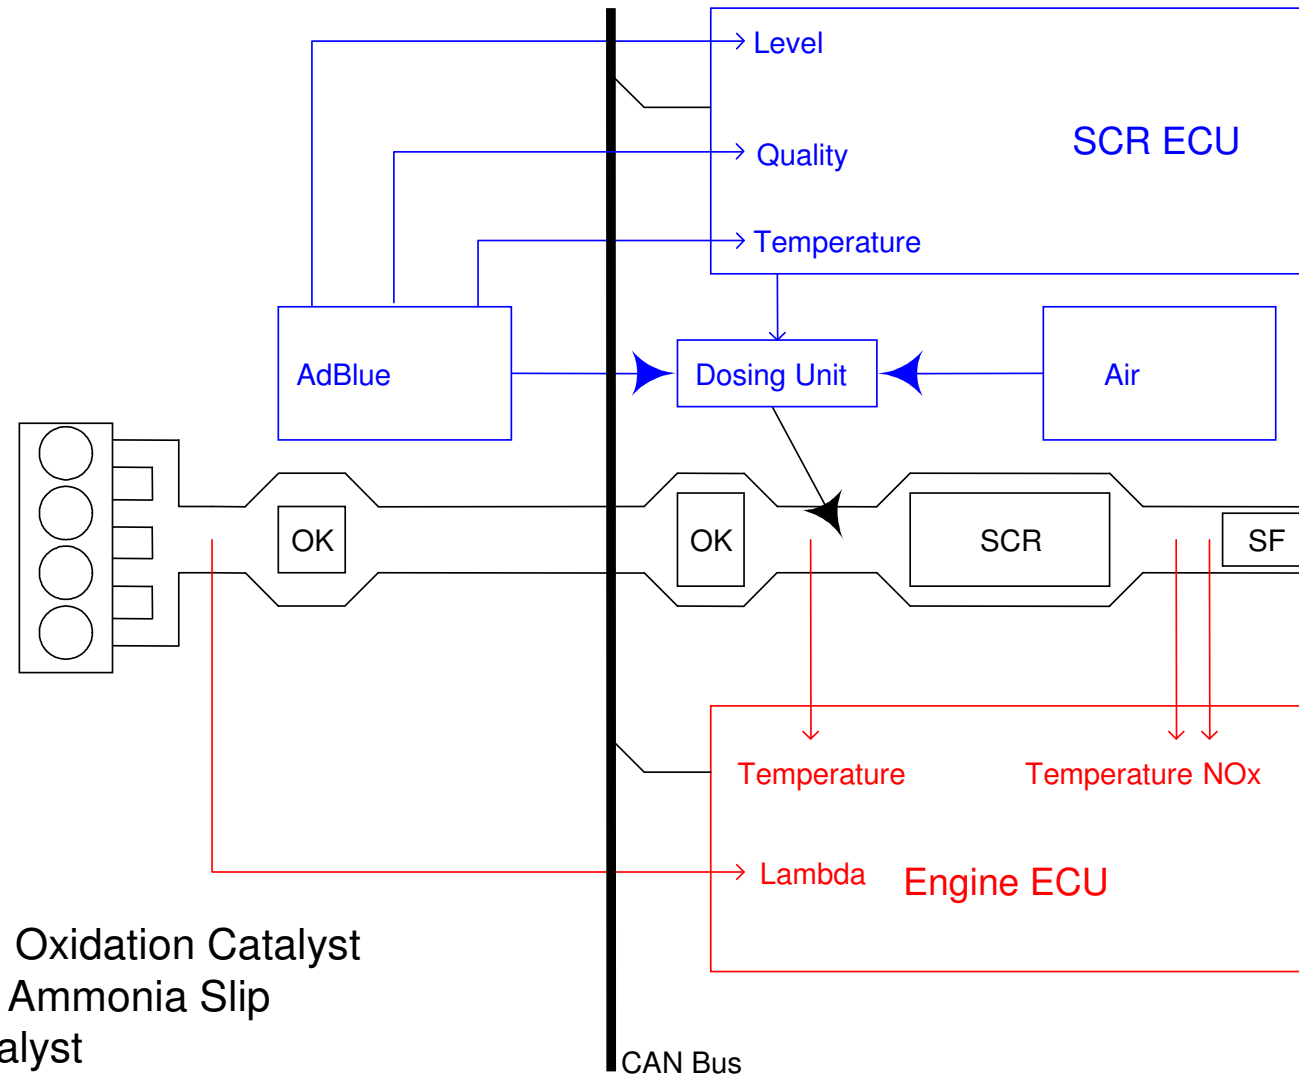 Level
Quality
SCR ECU
Temperature
AdBlue
Dosing Unit
Air
OK
OK
SCR
SF
Temperature
Temperature NOx
Lambda
Engine ECU
Oxidation Catalyst
Ammonia Slip
alyst
CAN Bus